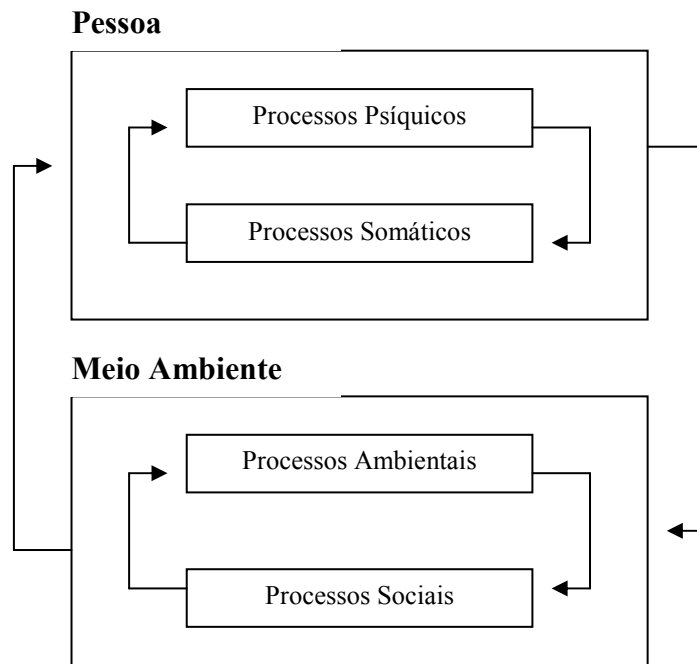 Pessoa
Processos Psíquicos
Processos Somáticos
Meio Ambiente
Processos Ambientais
Processos Sociais